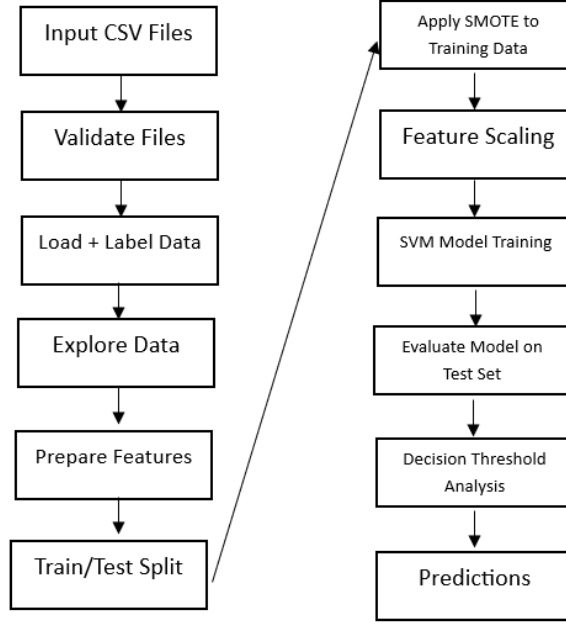 Input CSV Files
Validate Files
Load + Label Data
Explore Data
Prepare Features
Train/Test Split
Apply SMOTE to
Training Data
Feature Scaling
SVM Model Training
Evaluate Model on
Test Set
Decision Threshold
Analysis
Predictions